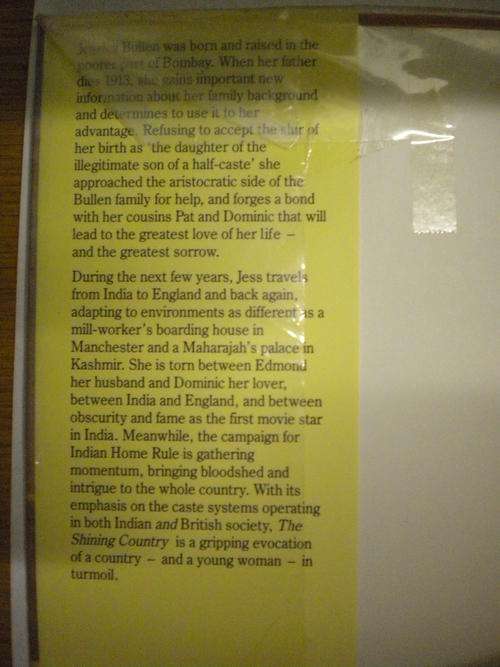 Jessica Bullen was born and raised in the
poorer part of Bombay. When her father
dies 1913, she gains important new
information about her family background
and determines to use it to her
advantage. Refusing to accept the slur of
her birth as 'the daughter of the
illegitimate son of a half-caste' she
approached the aristocratic side of the
Bullen family for help, and forges a bond
with her cousins Pat and Dominic that will
lead to the greatest love of her life –
and the greatest sorrow.
During the next few years, Jess travels
from India to England and back again,
adapting to environments as different as a
mill-worker's boarding house in
Manchester and a Maharajah's palace in
Kashmir. She is torn between Edmond
her husband and Dominic her lover,
between India and England, and between
obscurity and fame as the first movie star
in India. Meanwhile, the campaign for
Indian Home Rule is gathering
momentum, bringing bloodshed and
intrigue to the whole country. With its
emphasis on the caste systems operating
in both Indian and British society, The
Shining Country is a gripping evocation
of a country – and a young woman – in
turmoil.